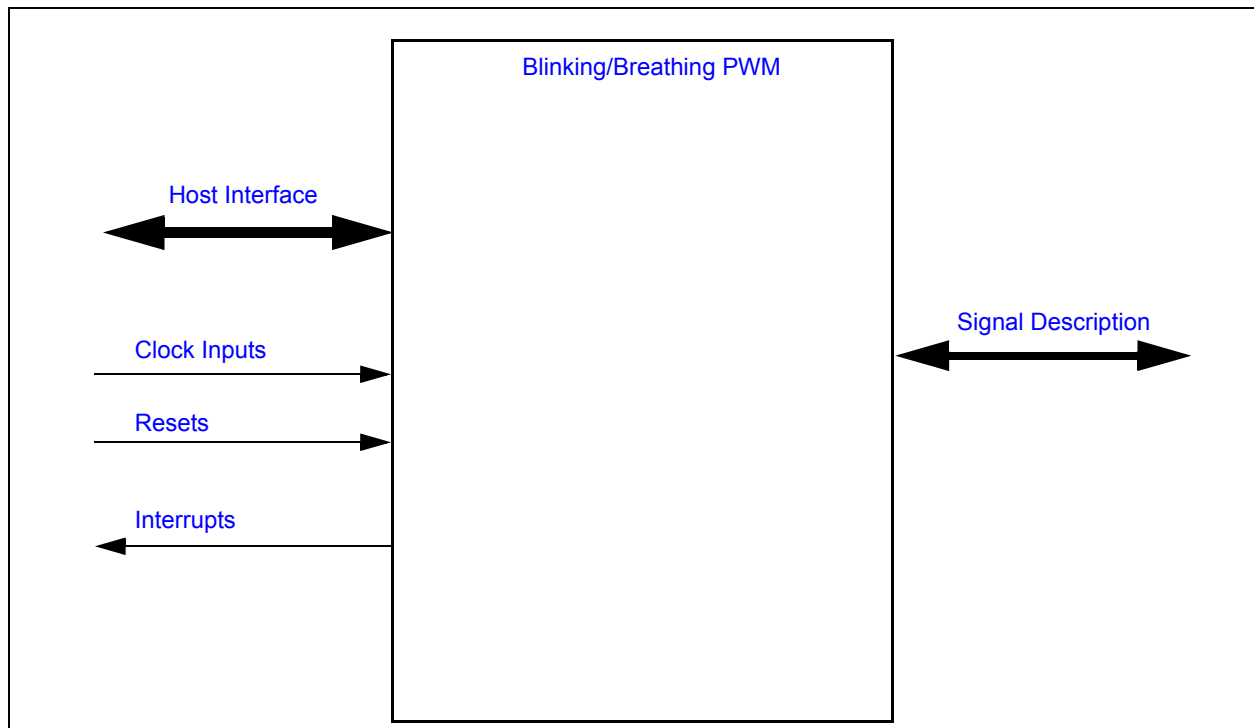 Blinking/Breathing PWM
Host Interface
Signal Description
Clock Inputs
Resets
Interrupts